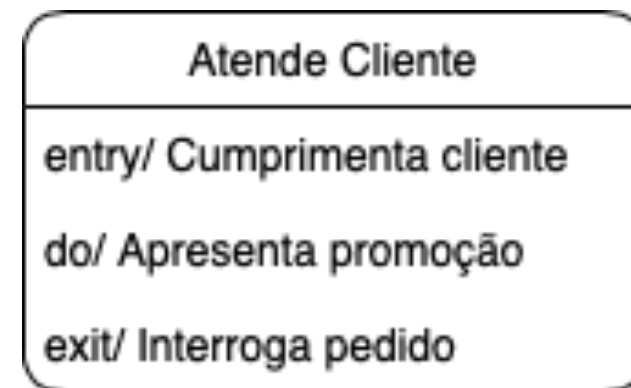 Atende Cliente
entry/ Cumprimenta cliente
do/ Apresenta promoção
exit/ Interroga pedido